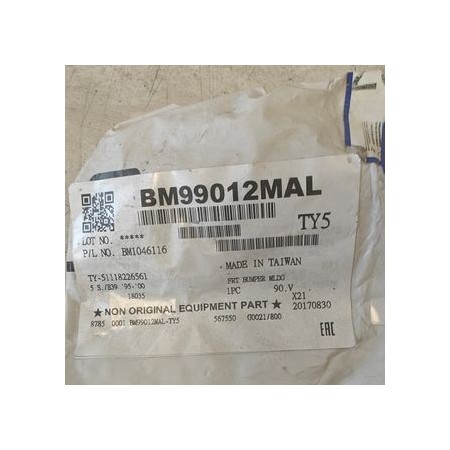 BM99012MAL
LOT NO. *****
TY5
P/L NO. BM1046116
MADE IN TAIWAN
TY-51118226561
FRT BUMPER MLDG
5 S./E39 '95-'00
1PC 90.V
18035
X21
★NON ORIGINAL EQUIPMENT PART★ 20170830
8785 0001 BM99012MAL-TY5 567550 G0021/800
EAC